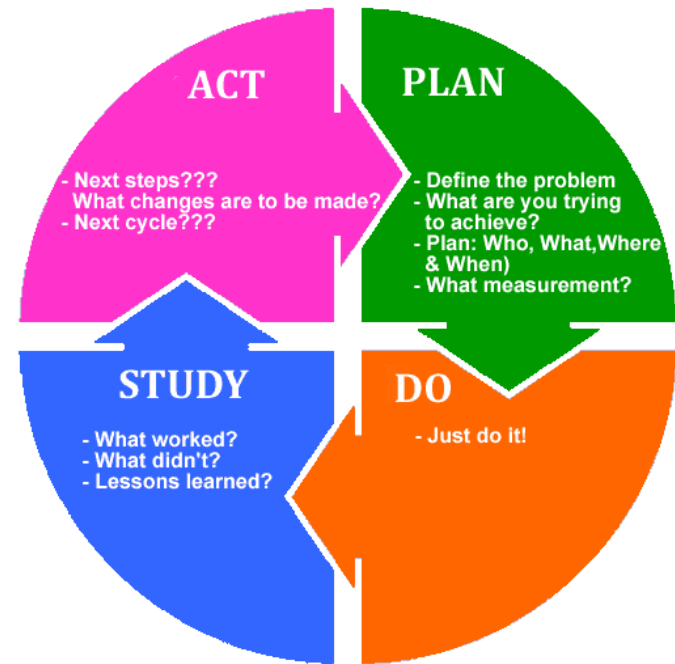 ACT
- Next steps???
What changes are to be made?
- Next cycle???
PLAN
- Define the problem
- What are you trying
to achieve?
- Plan: Who, What,Where
& When)
- What measurement?
STUDY
- What worked?
- What didn't?
- Lessons learned?
DO
- Just do it!